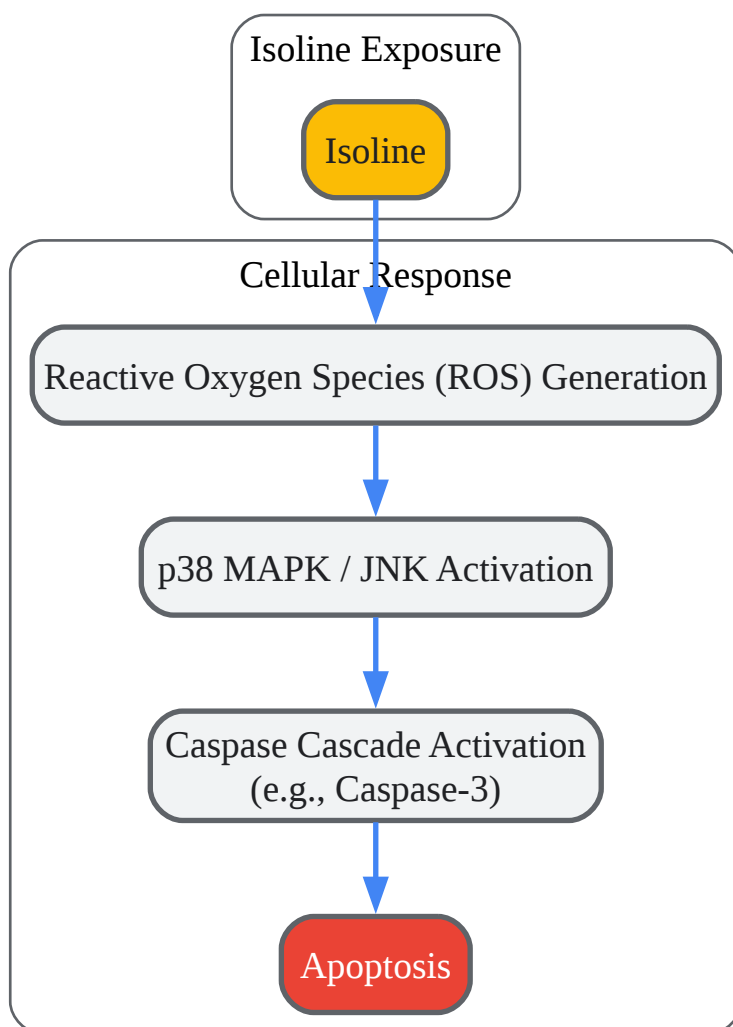 Isoline Exposure
Isoline
Cellular Response
Reactive Oxygen Species (ROS) Generation
p38 MAPK / JNK Activation
Caspase Cascade Activation
(e.g., Caspase-3)
Apoptosis